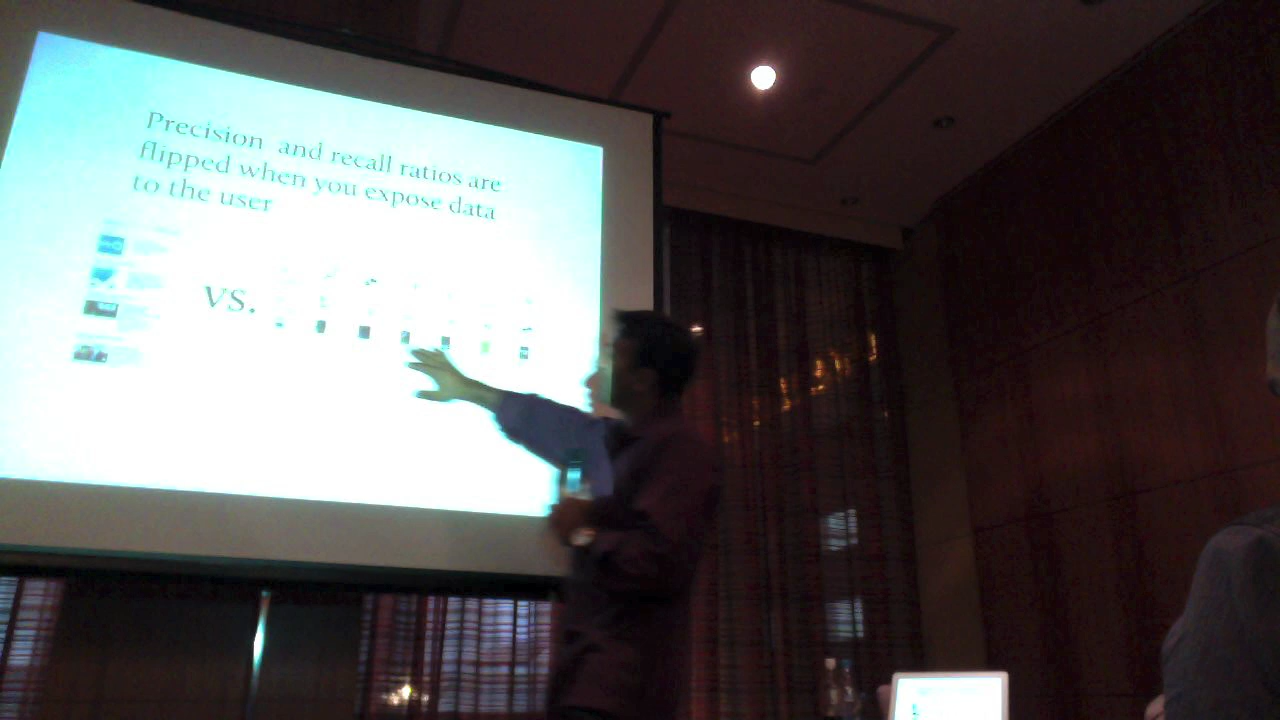 Precision and recall ratios are
flipped when you expose data
to the user
vs.